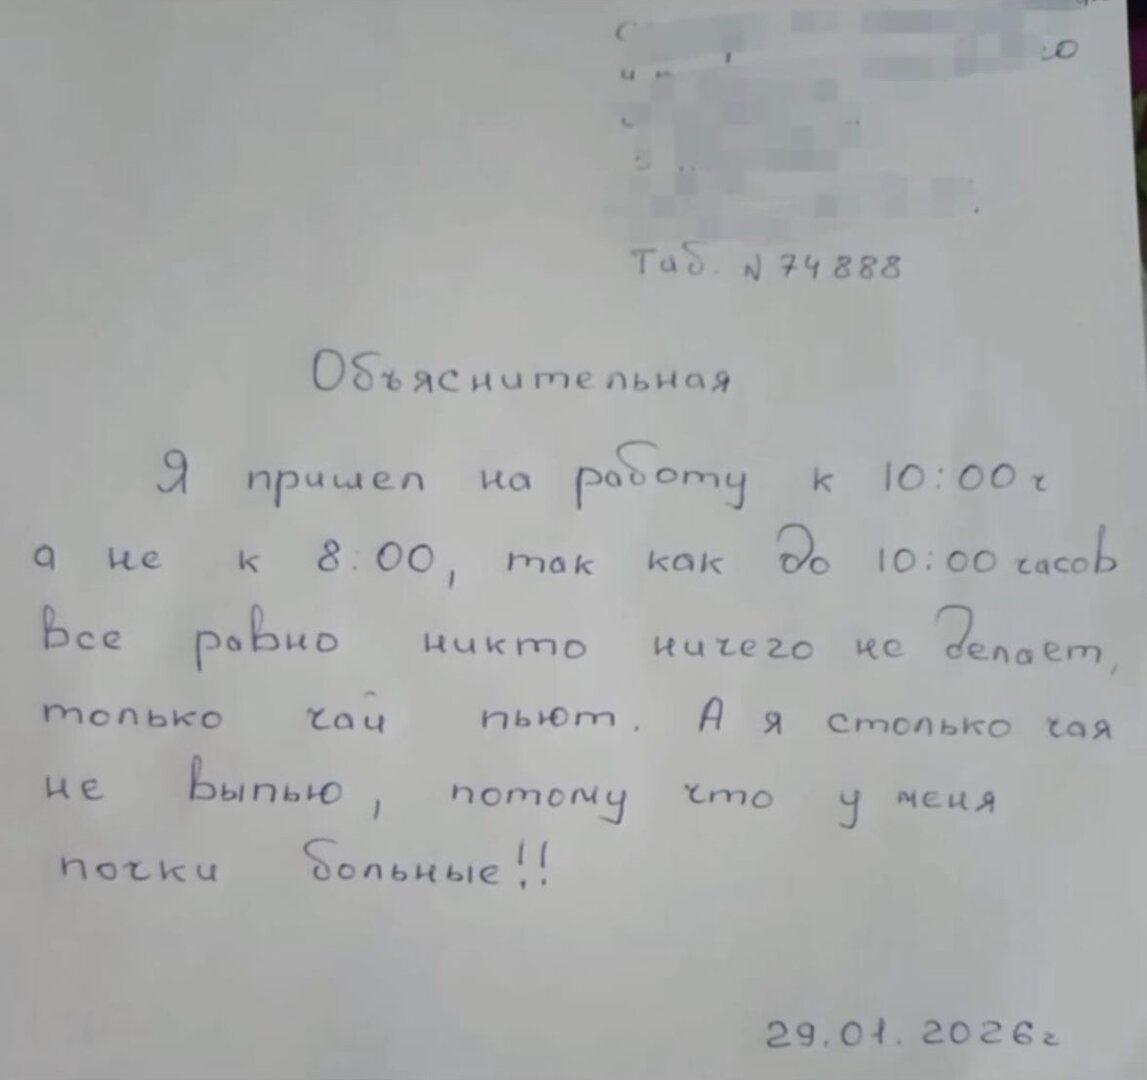 Таб. N 74888
Объяснительная
Я пришел на работу к 10:00 ч
а не к 8:00, так как до 10:00 часов
все равно никто ничего не делает,
только чай пьют. А я столько чая
не выпью, потому что у меня
почки больные!!
29.01.2026г